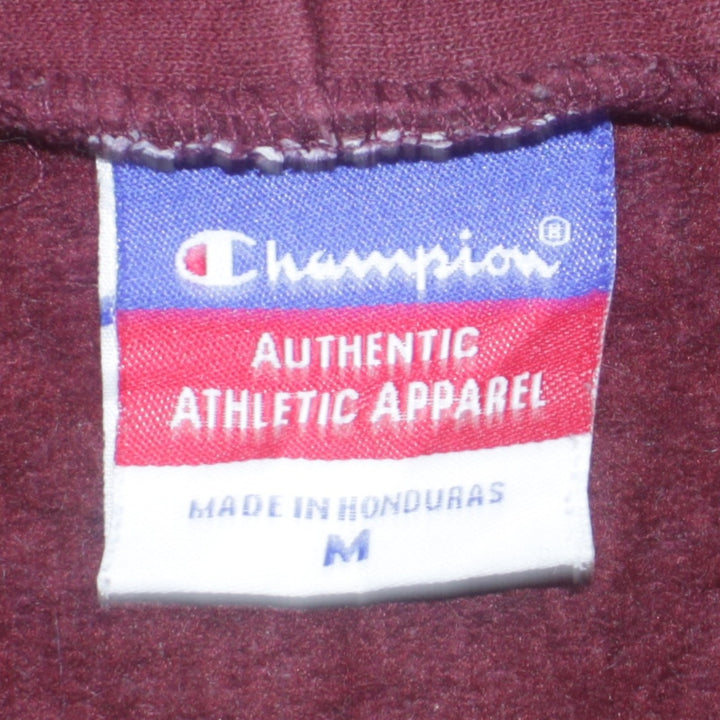 Champion®
AUTHENTIC
ATHLETIC APPAREL
MADE IN HONDURAS
M